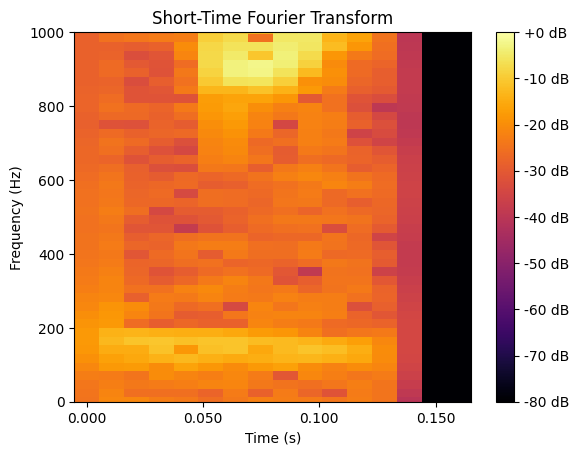 Short-Time Fourier Transform
1000
800
600
400
200
0
Frequency (Hz)
0.000
0.050
0.100
0.150
Time (s)
+0 dB
-10 dB
-20 dB
-30 dB
-40 dB
-50 dB
-60 dB
-70 dB
-80 dB